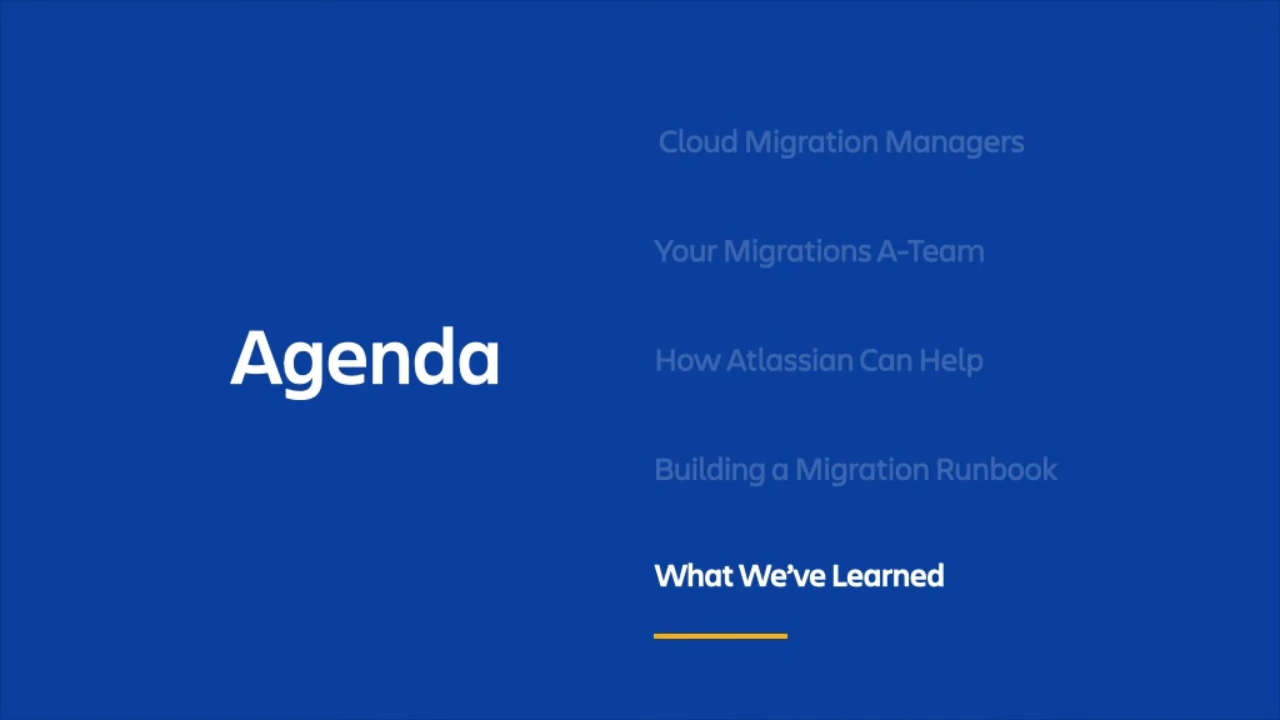 Agenda
Cloud Migration Managers
Your Migrations A-Team
How Atlassian Can Help
Building a Migration Runbook
What We’ve Learned